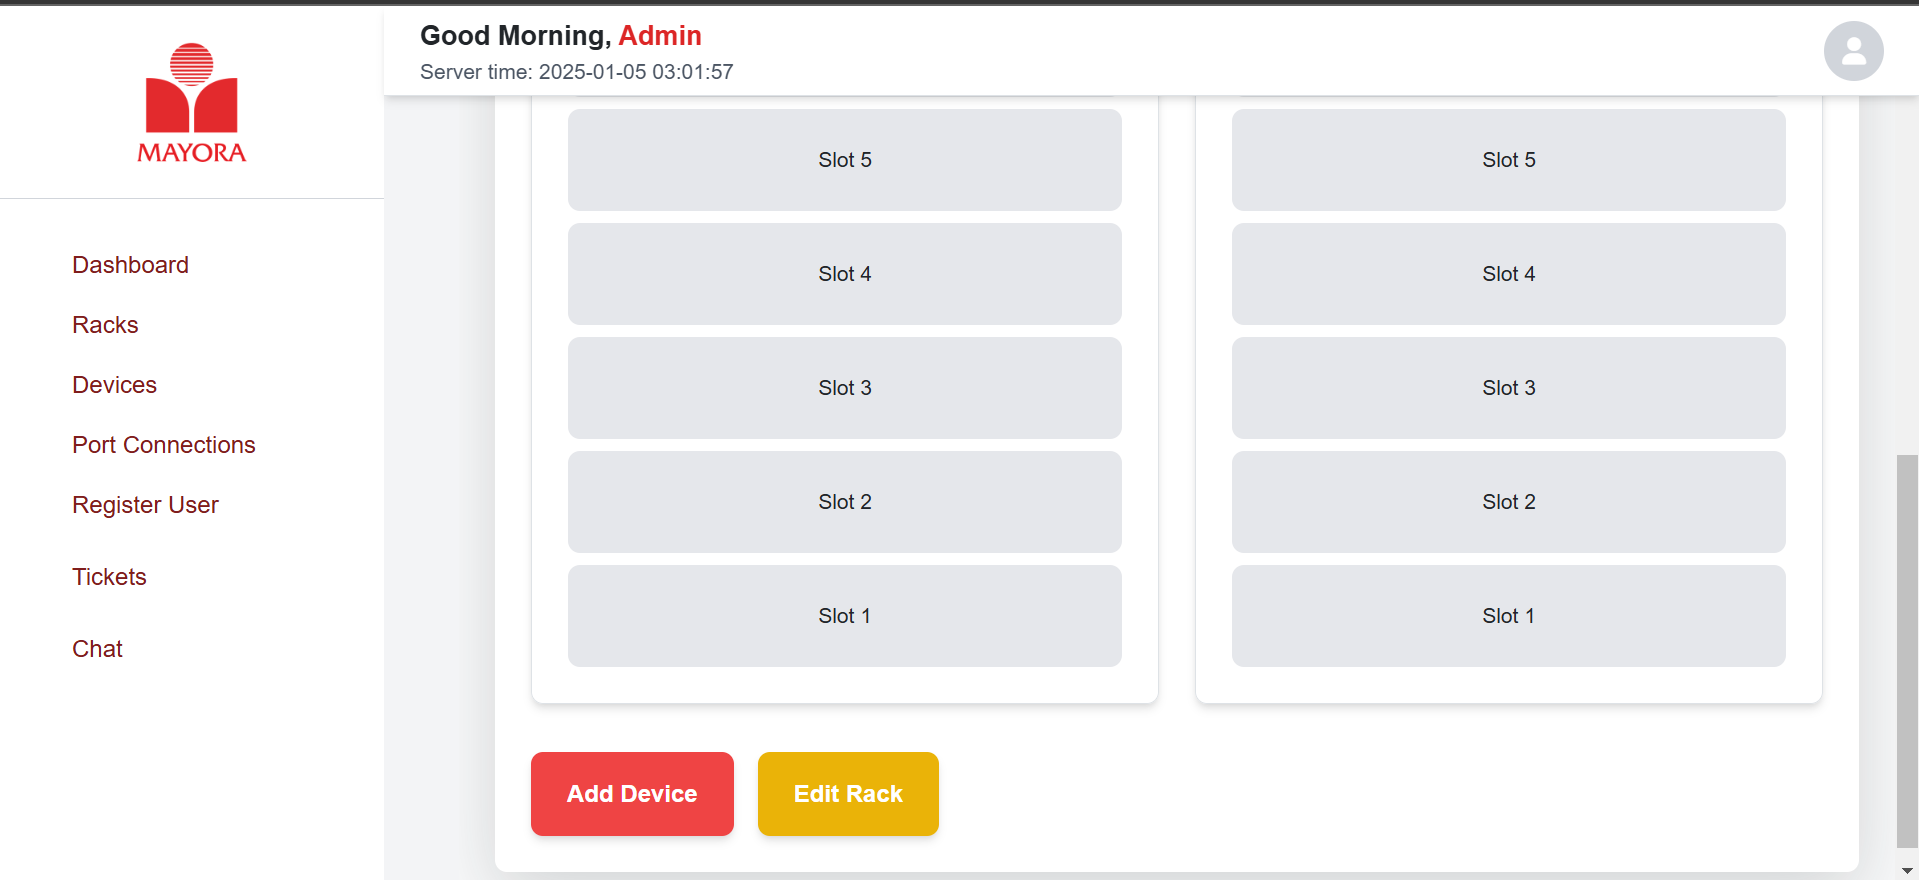 MAYORA
Good Morning, Admin
Server time: 2025-01-05 03:01:57
Dashboard
Racks
Devices
Port Connections
Register User
Tickets
Chat
Slot 5
Slot 4
Slot 3
Slot 2
Slot 1
Slot 5
Slot 4
Slot 3
Slot 2
Slot 1
Add Device
Edit Rack